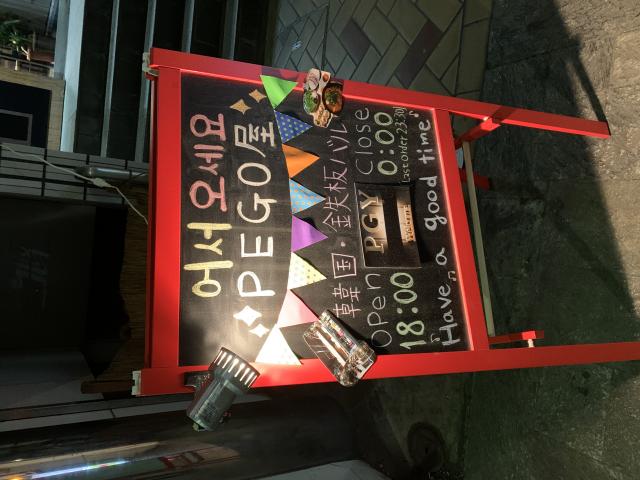 어서 오세요
PEGO屋
韓国・鉄板バル
Open
18:00
PGY
Close
0:00
Last order 23:30
Have a good time♪